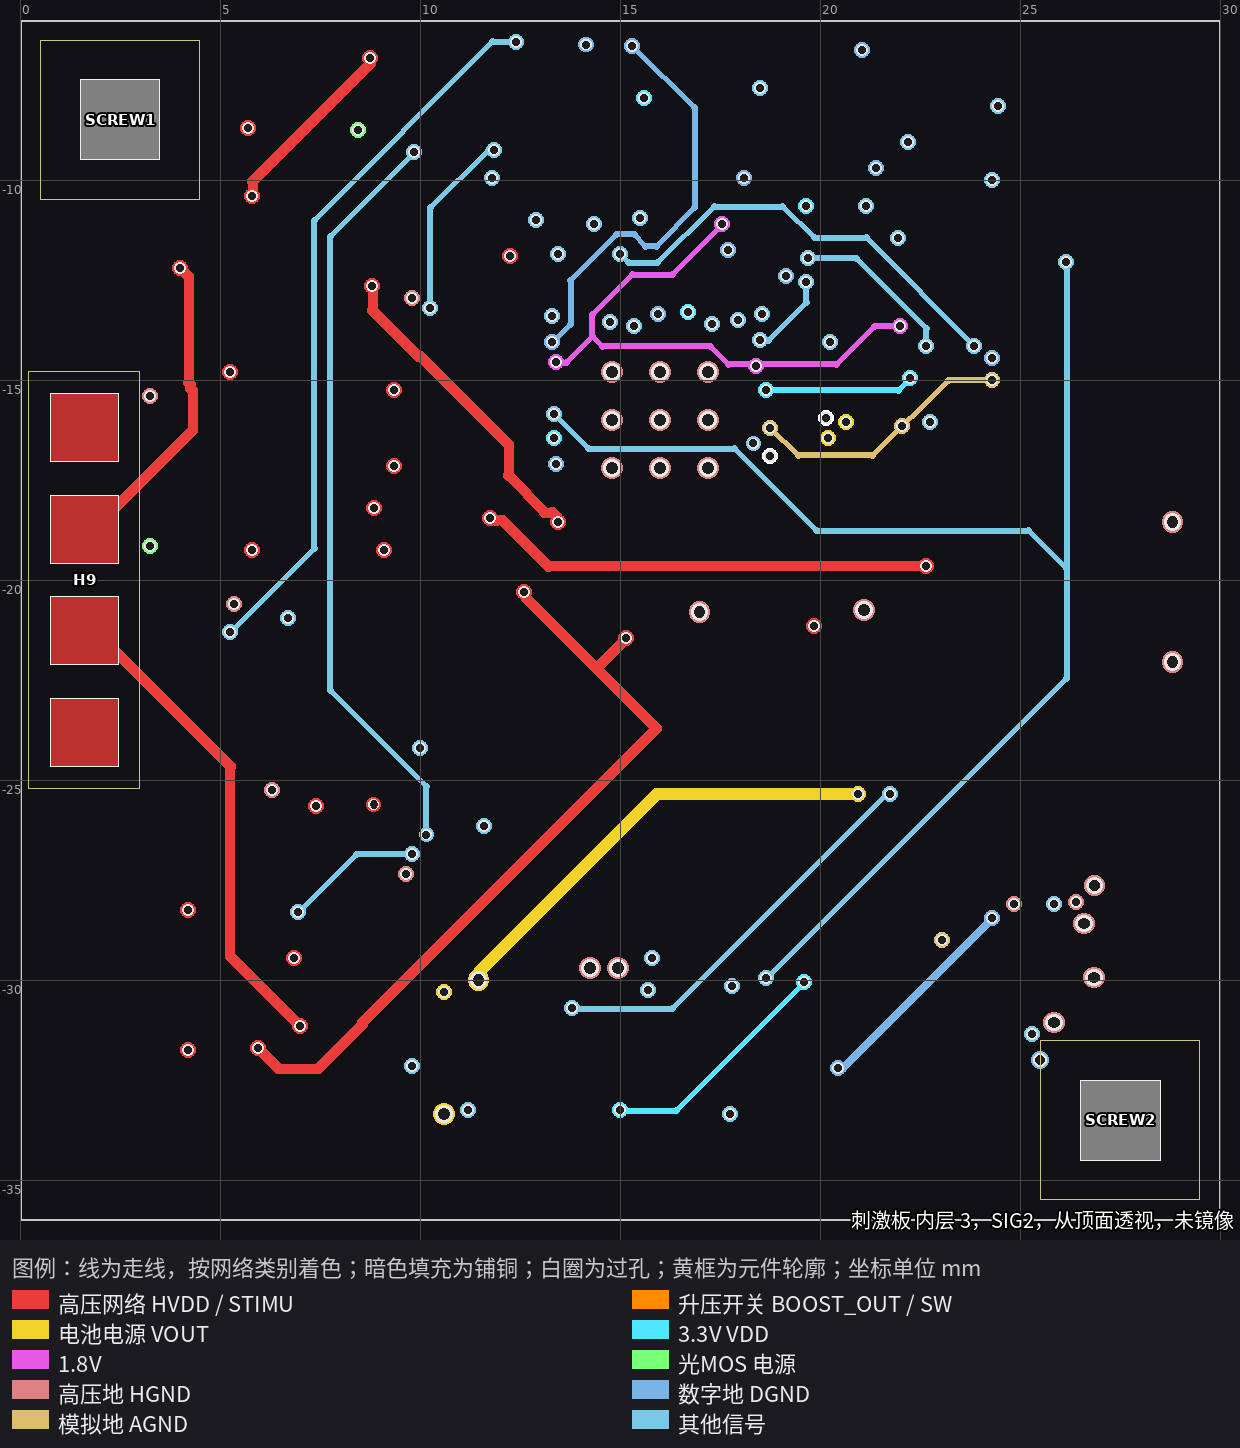 0 5 10 15 20 25 30
SCREW1
-10
-15
H9
-20
-25
-30
SCREW2
-35
刺激板 内层 3，SIG2，从顶面透视，未镜像
图例：线为走线，按网络类别着色；暗色填充为铺铜；白圈为过孔；黄框为元件轮廓；坐标单位 mm
高压网络 HVDD / STIMU
升压开关 BOOST_OUT / SW
电池电源 VOUT
3.3V VDD
1.8V
光MOS 电源
高压地 HGND
数字地 DGND
模拟地 AGND
其他信号